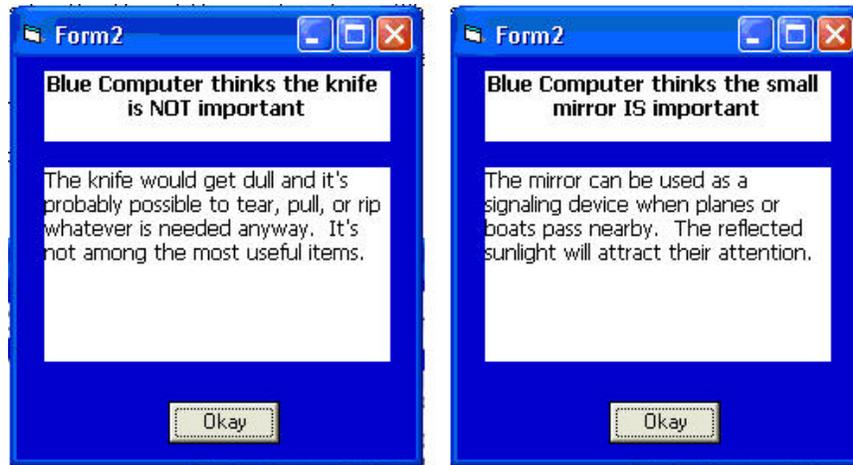 Form2
Blue Computer thinks the knife
is NOT important
The knife would get dull and it's
probably possible to tear, pull, or rip
whatever is needed anyway.  It's
not among the most useful items.
Okay
Form2
Blue Computer thinks the small
mirror IS important
The mirror can be used as a
signaling device when planes or
boats pass nearby.  The reflected
sunlight will attract their attention.
Okay